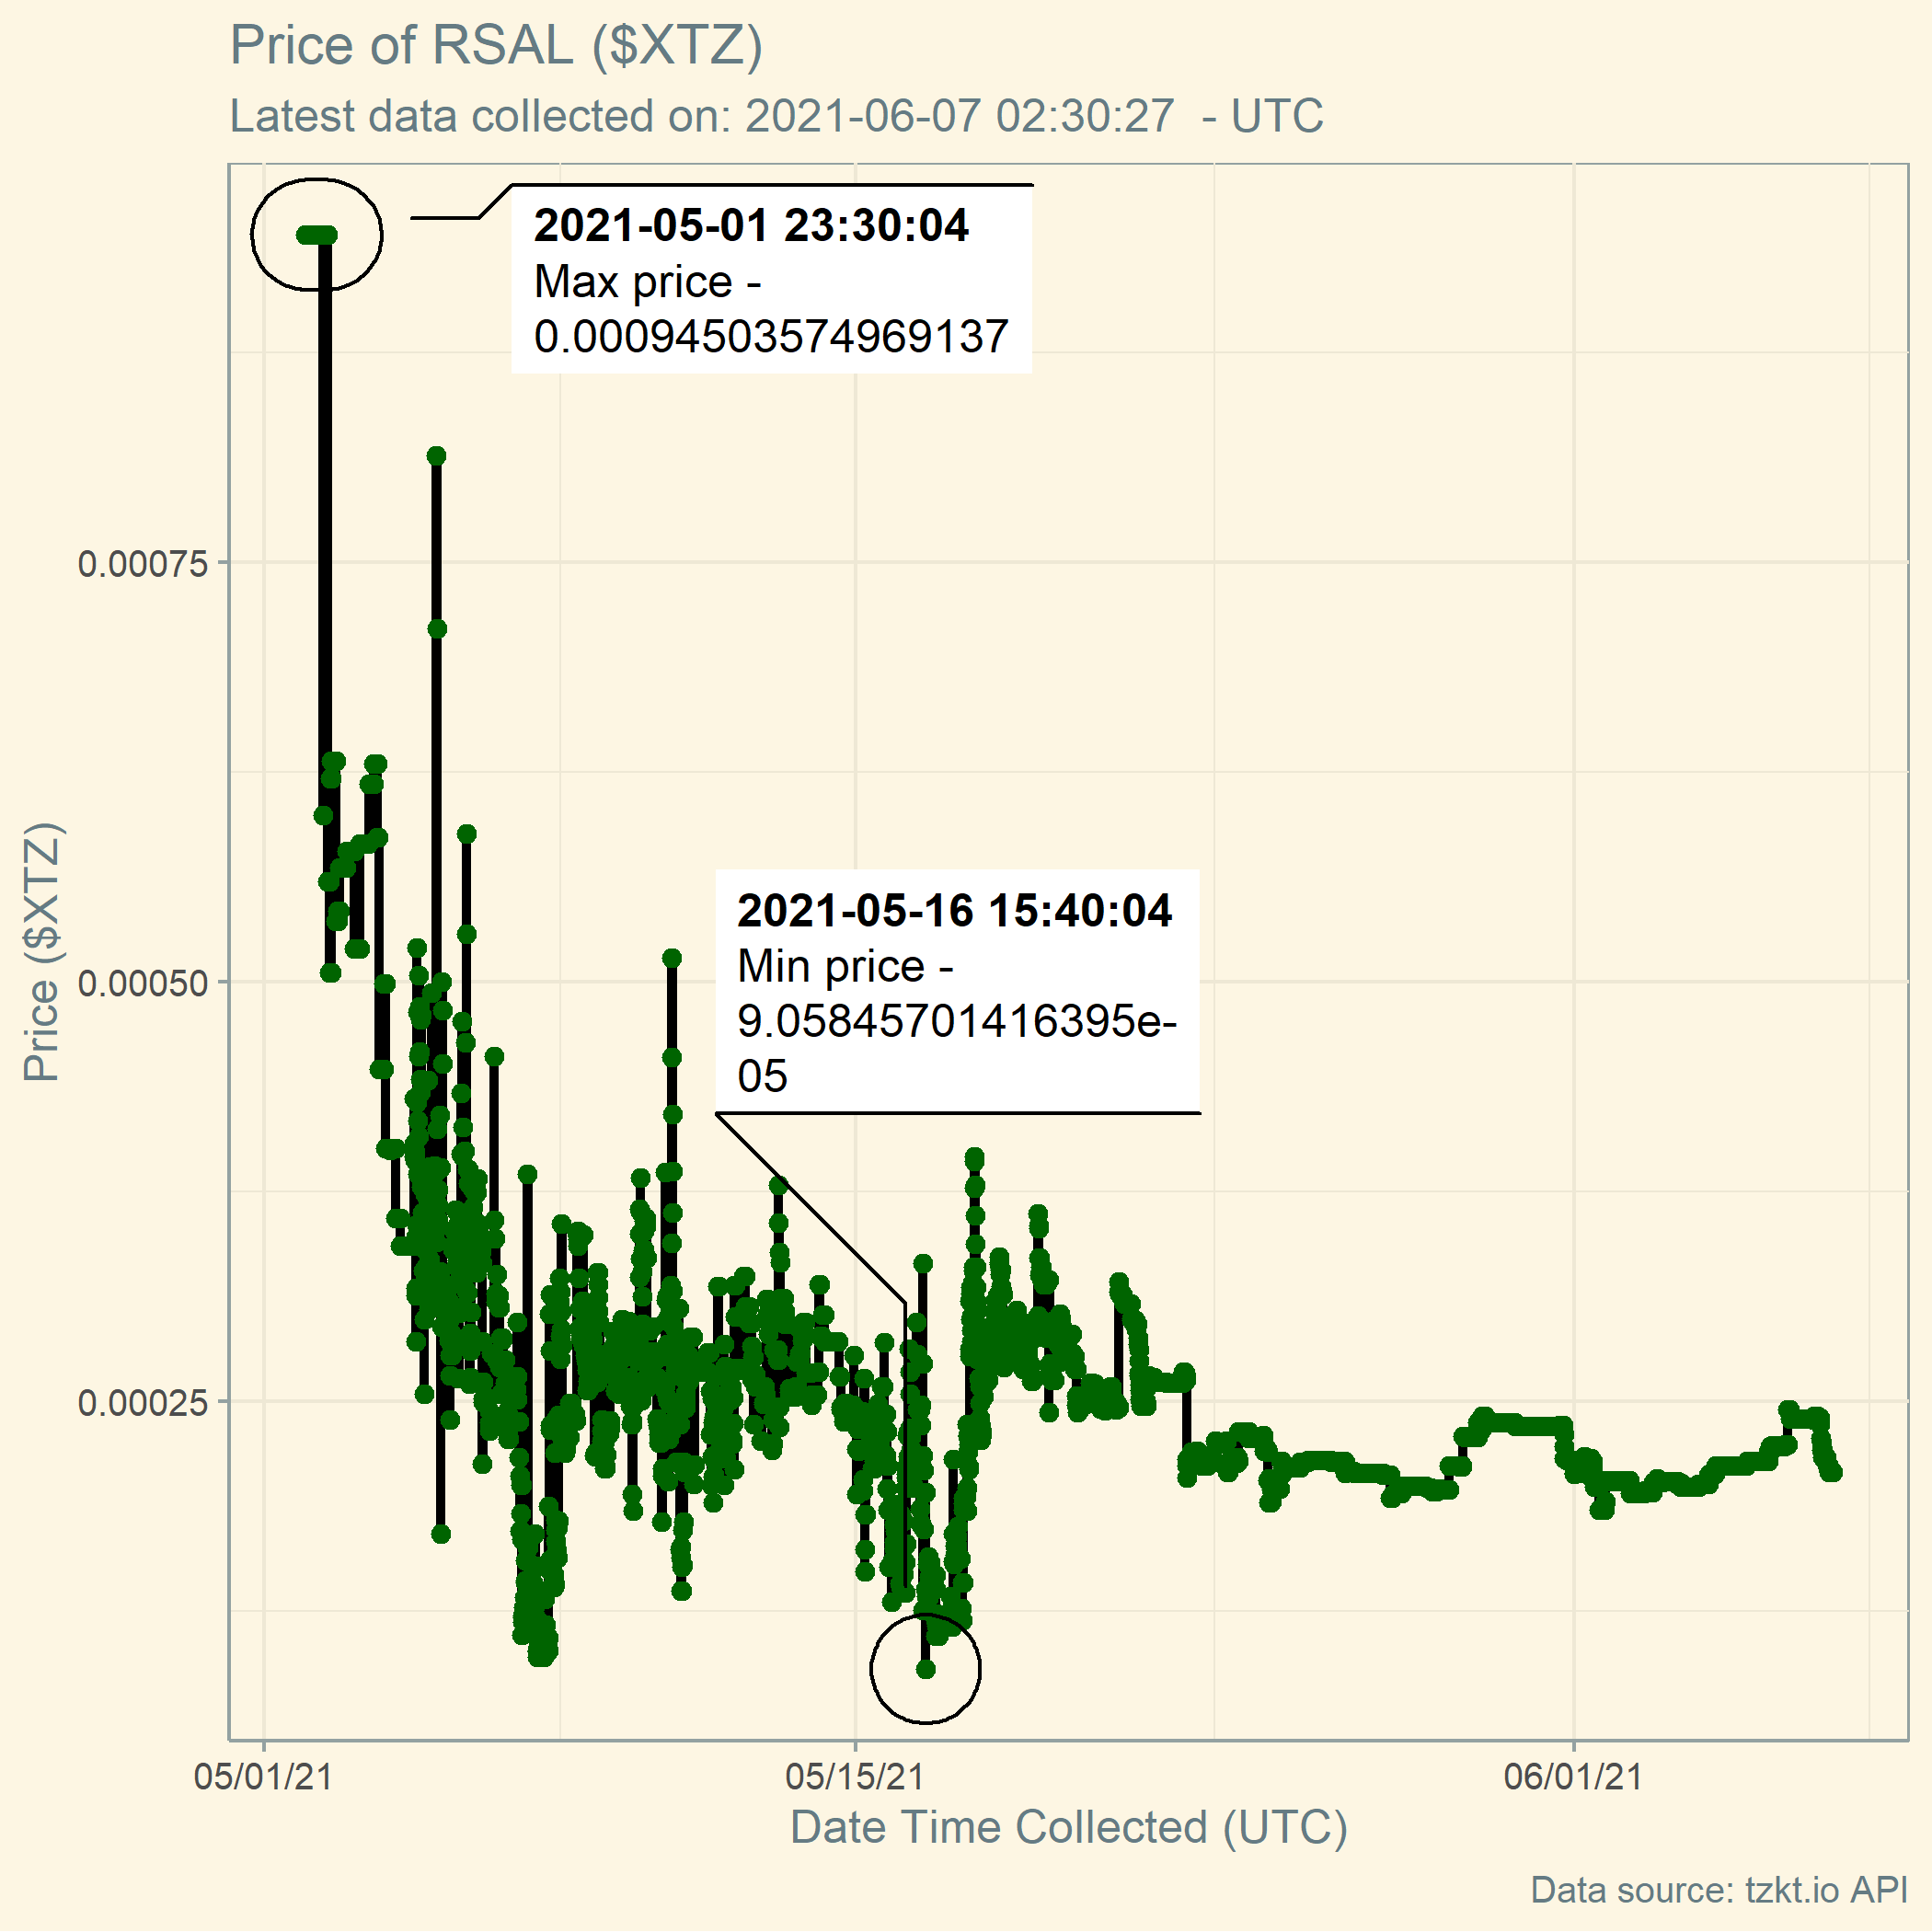 Price of RSAL ($XTZ)
Latest data collected on: 2021-06-07 02:30:27  - UTC
2021-05-01 23:30:04
Max price -
0.000945035749​69137
0.00075
2021-05-16 15:40:04
Min price -
9.05845701416395e-
05
0.00050
0.00025
Price ($XTZ)
05/01/21
05/15/21
06/01/21
Date Time Collected (UTC)
Data source: tzkt.io API